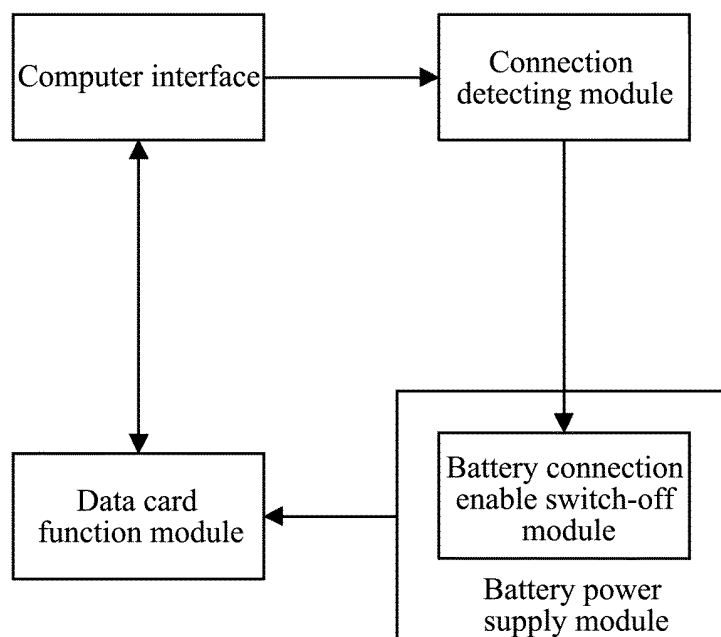 Computer interface
Connection
detecting module
Data card
function module
Battery connection
enable switch-off
module
Battery power
supply module